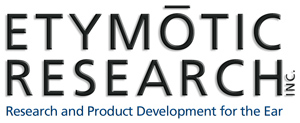 ETYMŌTIC
RESEARCH INC.
Research and Product Development for the Ear